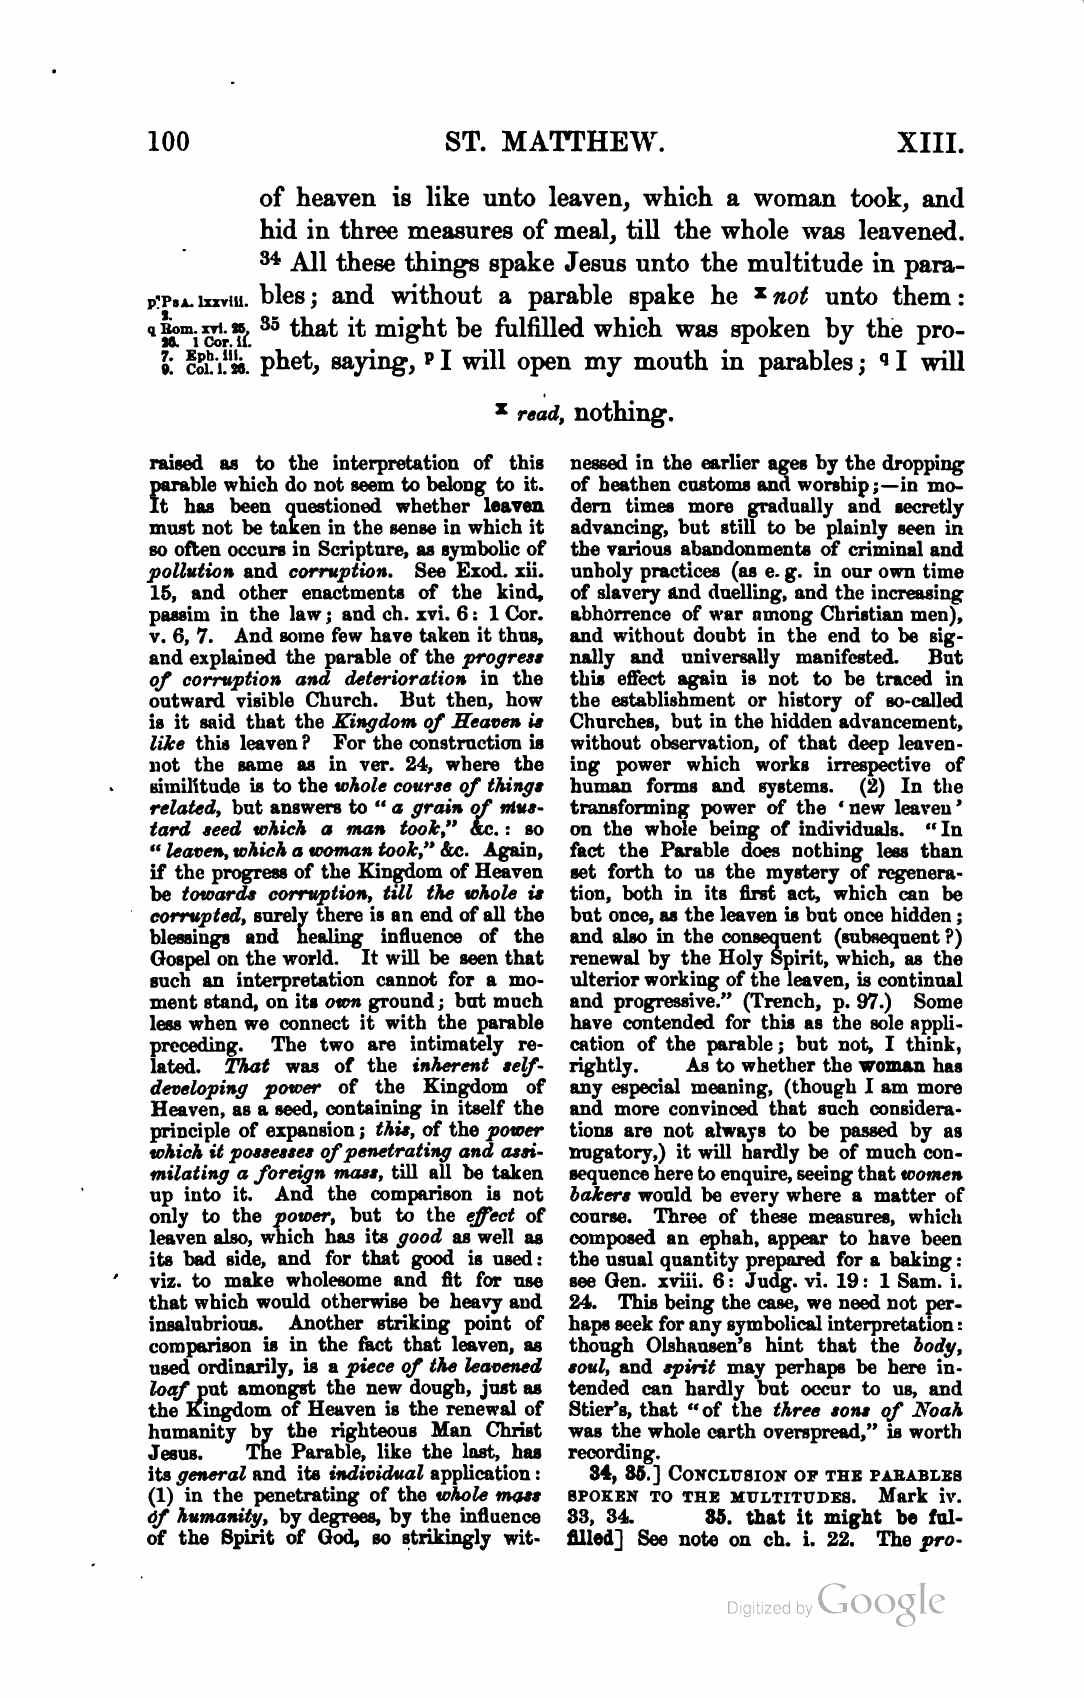 100 ST. MATTHEW. XIII.
of heaven is like unto leaven, which a woman took, and
hid in three measures of meal, till the whole was leavened.
34 All these things spake Jesus unto the multitude in para-
bles; and without a parable spake he x not unto them:
35 that it might be fulfilled which was spoken by the pro-
phet, saying, p I will open my mouth in parables; q I will
p PSA. lxxviii.
2.
q Rom. xvi. 25,
26. 1 Cor. ii.
7. Eph. iii.
9. Col. i. 26.
x read, nothing.
raised as to the interpretation of this
parable which do not seem to belong to it.
It has been questioned whether leaven
must not be taken in the sense in which it
so often occurs in Scripture, as symbolic of
pollution and corruption. See Exod. xii.
15, and other enactments of the kind,
passim in the law; and ch. xvi. 6: 1 Cor.
v. 6, 7. And some few have taken it thus,
and explained the parable of the progress
of corruption and deterioration in the
outward visible Church. But then, how
is it said that the Kingdom of Heaven is
like this leaven? For the construction is
not the same as in ver. 24, where the
similitude is to the whole course of things
related, but answers to “a grain of mus-
tard seed which a man took,” &c.: so
“leaven, which a woman took,” &c. Again,
if the progress of the Kingdom of Heaven
be towards corruption, till the whole is
corrupted, surely there is an end of all the
blessings and healing influence of the
Gospel on the world. It will be seen that
such an interpretation cannot for a mo-
ment stand, on its own ground; but much
less when we connect it with the parable
preceding. The two are intimately re-
lated. That was of the inherent self-
developing power of the Kingdom of
Heaven, as a seed, containing in itself the
principle of expansion; this, of the power
which it possesses of penetrating and assi-
milating a foreign mass, till all be taken
up into it. And the comparison is not
only to the power, but to the effect of
leaven also, which has its good as well as
its bad side, and for that good is used:
viz. to make wholesome and fit for use
that which would otherwise be heavy and
insalubrious. Another striking point of
comparison is in the fact that leaven, as
used ordinarily, is a piece of the leavened
loaf put amongst the new dough, just as
the Kingdom of Heaven is the renewal of
humanity by the righteous Man Christ
Jesus. The Parable, like the last, has
its general and its individual application:
(1) in the penetrating of the whole mass
of humanity, by degrees, by the influence
of the Spirit of God, so strikingly wit-
nessed in the earlier ages by the dropping
of heathen customs and worship;—in mo-
dern times more gradually and secretly
advancing, but still to be plainly seen in
the various abandonments of criminal and
unholy practices (as e. g. in our own time
of slavery and duelling, and the increasing
abhorrence of war among Christian men),
and without doubt in the end to be sig-
nally and universally manifested. But
this effect again is not to be traced in
the establishment or history of so-called
Churches, but in the hidden advancement,
without observation, of that deep leaven-
ing power which works irrespective of
human forms and systems. (2) In the
transforming power of the ‘new leaven’
on the whole being of individuals. “In
fact the Parable does nothing less than
set forth to us the mystery of regenera-
tion, both in its first act, which can be
but once, as the leaven is but once hidden;
and also in the consequent (subsequent?)
renewal by the Holy Spirit, which, as the
ulterior working of the leaven, is continual
and progressive.” (Trench, p. 97.) Some
have contended for this as the sole appli-
cation of the parable; but not, I think,
rightly. As to whether the woman has
any especial meaning, (though I am more
and more convinced that such considera-
tions are not always to be passed by as
nugatory,) it will hardly be of much con-
sequence here to enquire, seeing that women
bakers would be every where a matter of
course. Three of these measures, which
composed an ephah, appear to have been
the usual quantity prepared for a baking:
see Gen. xviii. 6: Judg. vi. 19: 1 Sam. i.
24. This being the case, we need not per-
haps seek for any symbolical interpretation:
though Olshausen’s hint that the body,
soul, and spirit may perhaps be here in-
tended can hardly but occur to us, and
Stier’s, that “of the three sons of Noah
was the whole earth overspread,” is worth
recording.
34, 35.] CONCLUSION OF THE PARABLES
SPOKEN TO THE MULTITUDES. Mark iv.
33, 34. 35. that it might be ful-
filled] See note on ch. i. 22. The pro-
Digitized by Google